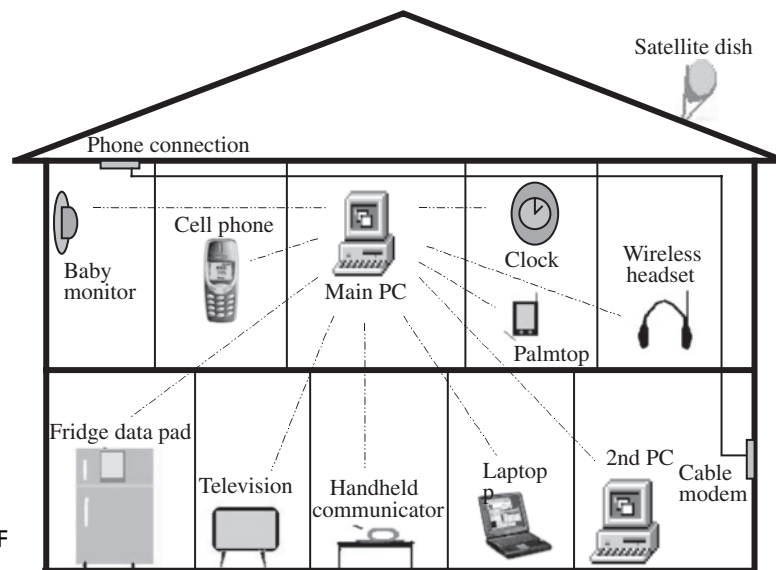 Satellite dish
Phone connection
Cell phone
Baby
monitor
Main PC
Clock
Wireless
headset
Palmtop
Fridge data pad
Television
Handheld
communicator
Laptop
p
2nd PC
Cable
modem
F